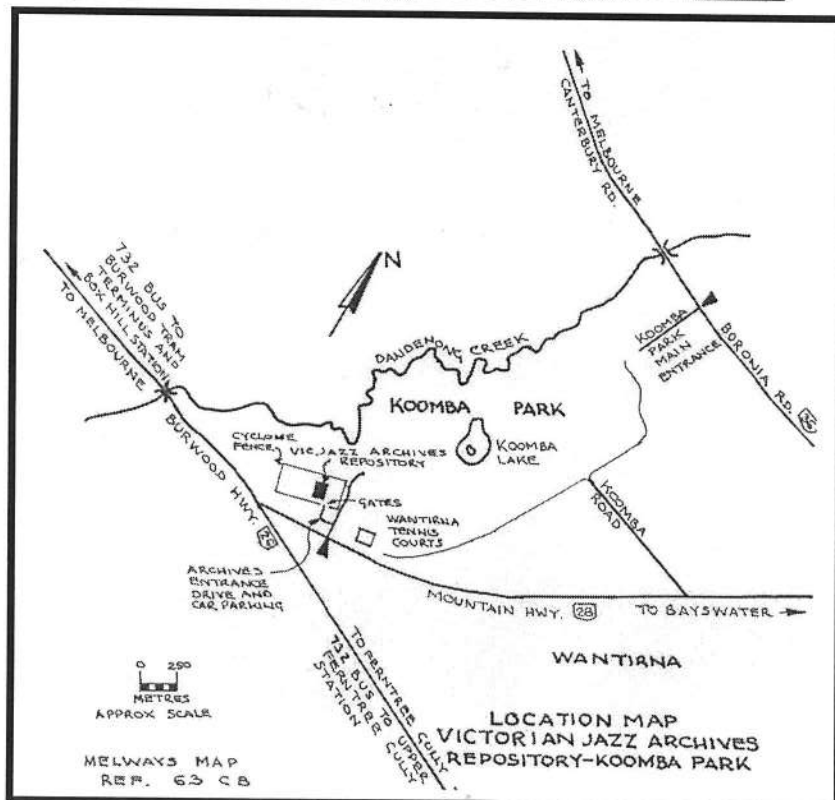 TO MELBOURNE
CANTERBURY RD.
N
732 BUS TO
BURWOOD TRAM
TERMINUS AND
BOX HILL STATION
TO MELBOURNE
DANDENONG CREEK
KOOMBA
PARK
MAIN
ENTRANCE
BORONIA RD. 36
KOOMBA PARK
KOOMBA
LAKE
CYCLONE
FENCE
VIC. JAZZ ARCHIVES
REPOSITORY
BURWOOD HWY. 26
GATES
WANTIRNA
TENNIS
COURTS
KOOMBA
ROAD
ARCHIVES
ENTRANCE
DRIVE AND
CAR PARKING
MOUNTAIN HWY. 28 TO BAYSWATER
WANTIRNA
0 250
METRES
APPROX SCALE
TO FERNTREE GULLY
732 BUS TO UPPER
FERNTREE GULLY
STATION
MELWAYS MAP
REF. 63 C8
LOCATION MAP
VICTORIAN JAZZ ARCHIVES
REPOSITORY-KOOMBA PARK